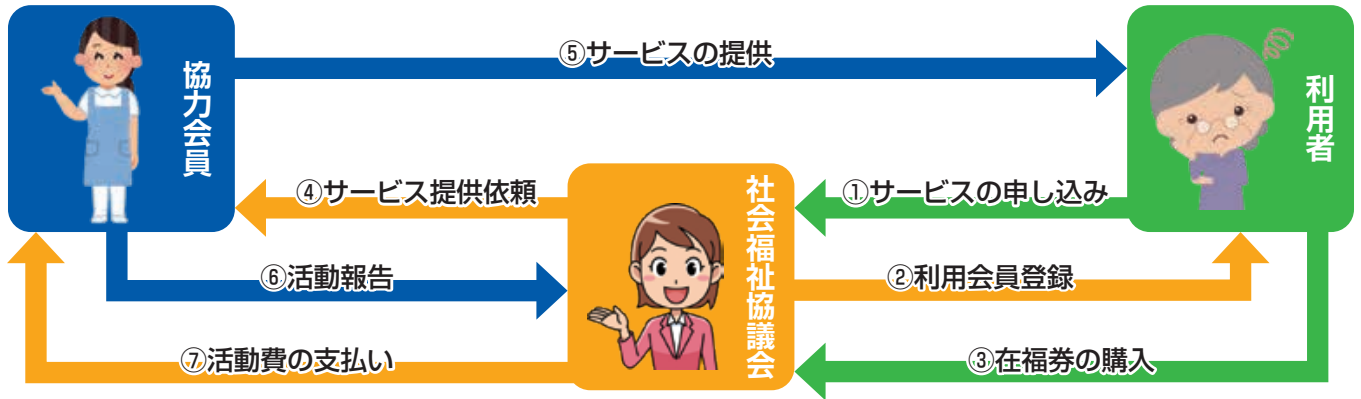 協力会員
⑤サービスの提供
利用者
④サービス提供依頼
社会福祉協議会
①サービスの申し込み
⑥活動報告
②利用会員登録
⑦活動費の支払い
③在福券の購入